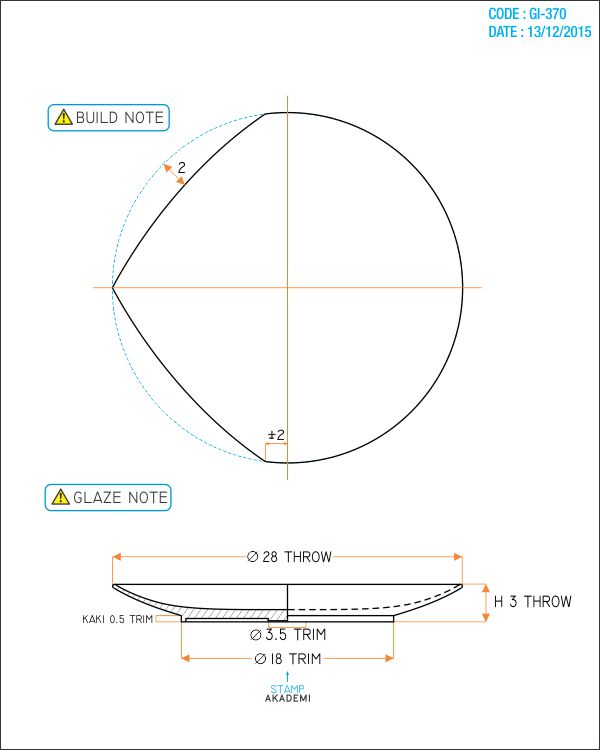 CODE : GI-370
DATE : 13/12/2015
BUILD NOTE
2
±2
GLAZE NOTE
Ø 28 THROW
H 3 THROW
KAKI 0.5 TRIM
Ø 3.5 TRIM
Ø 18 TRIM
STAMP
AKADEMI